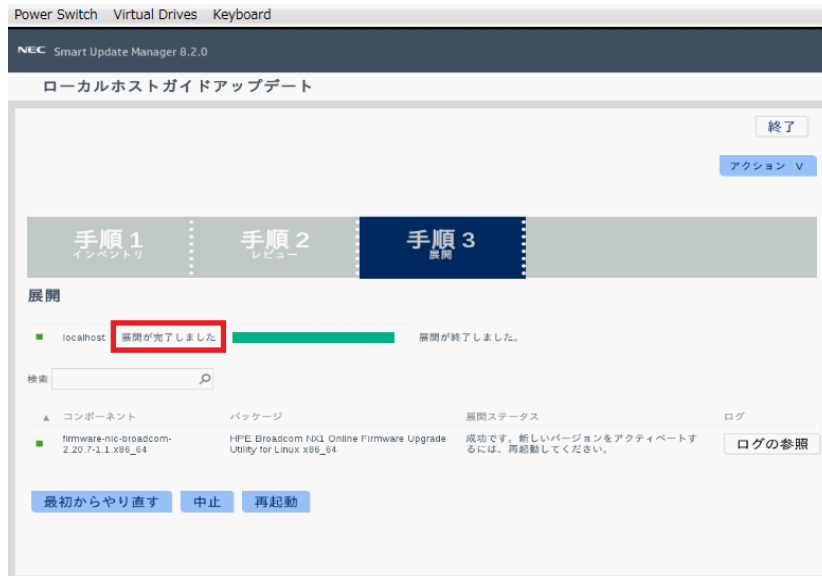 Power Switch Virtual Drives Keyboard
NEC Smart Update Manager 8.2.0
ローカルホストガイドアップデート
終了
アクション ∨
手順 1
インベントリ
手順 2
レビュー
手順 3
展開
展開
localhost 展開が完了しました 展開が終了しました。
検索
コンポーネント パッケージ 展開ステータス ログ
firmware-nic-broadcom-
2.20.7-1.1.x86_64
HPE Broadcom NX1 Online Firmware Upgrade
Utility for Linux x86_64
成功です。新しいバージョンをアクティベートす
るには、再起動してください。
ログの参照
最初からやり直す 中止 再起動